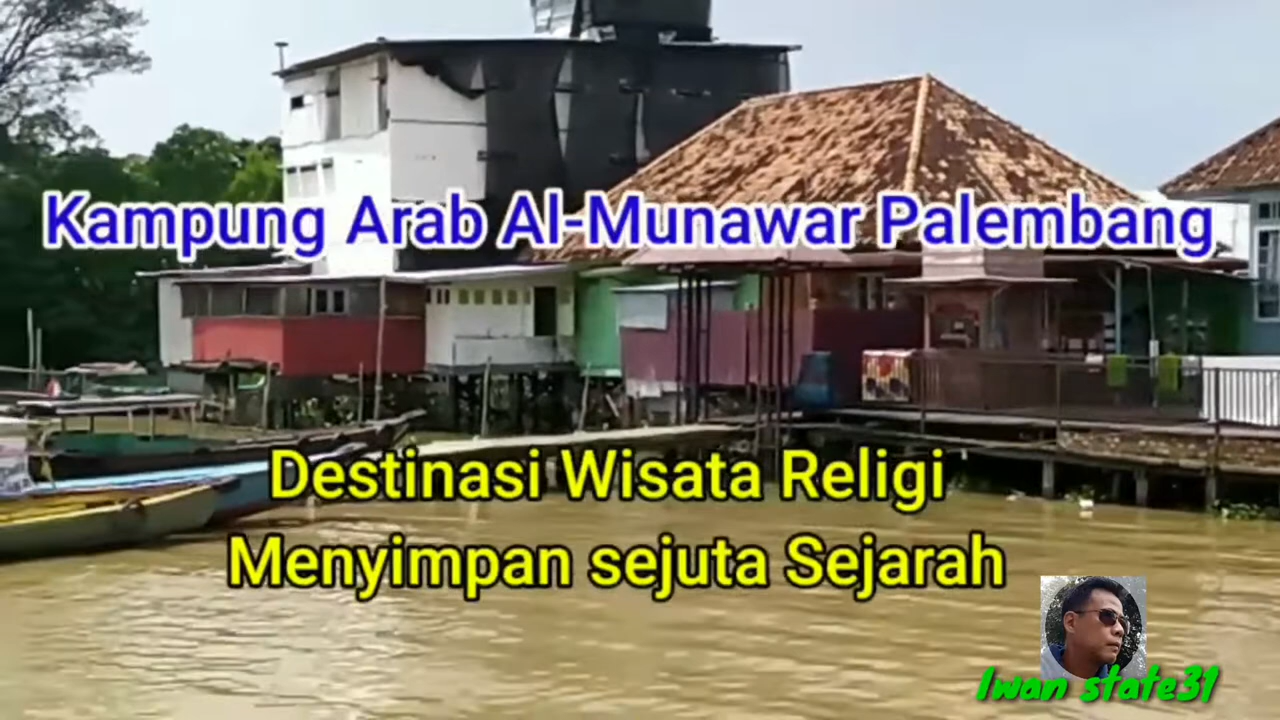 Kampung Arab Al-Munawar Palembang
Destinasi Wisata Religi
Menyimpan sejuta Sejarah
Iwan state31